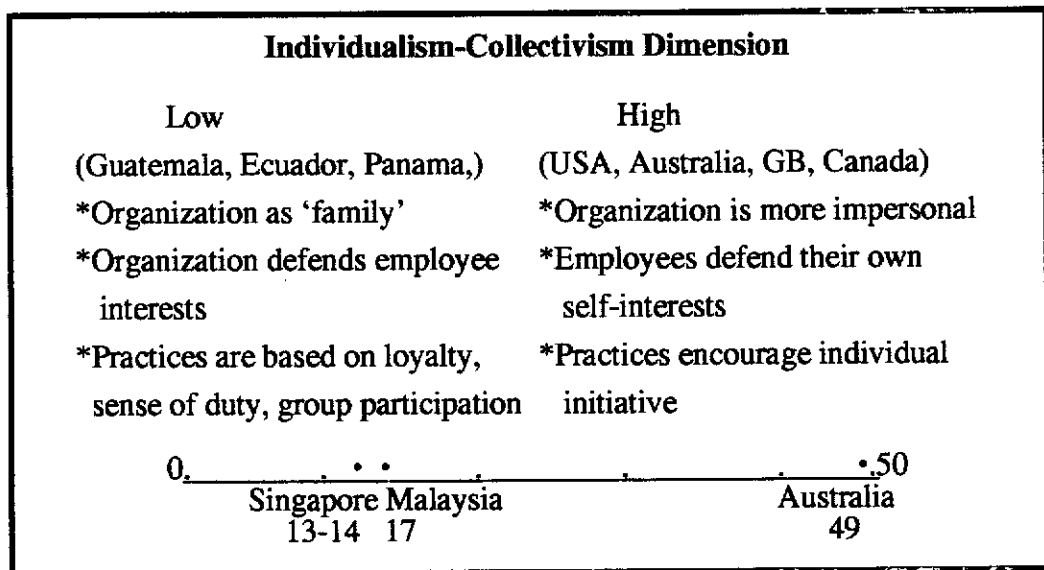 Individualism-Collectivism Dimension
Low High
(Guatemala, Ecuador, Panama,) (USA, Australia, GB, Canada)
*Organization as ‘family’ *Organization is more impersonal
*Organization defends employee *Employees defend their own
interests self-interests
*Practices are based on loyalty, *Practices encourage individual
sense of duty, group participation initiative
0 50
Singapore Malaysia Australia
13-14 17 49